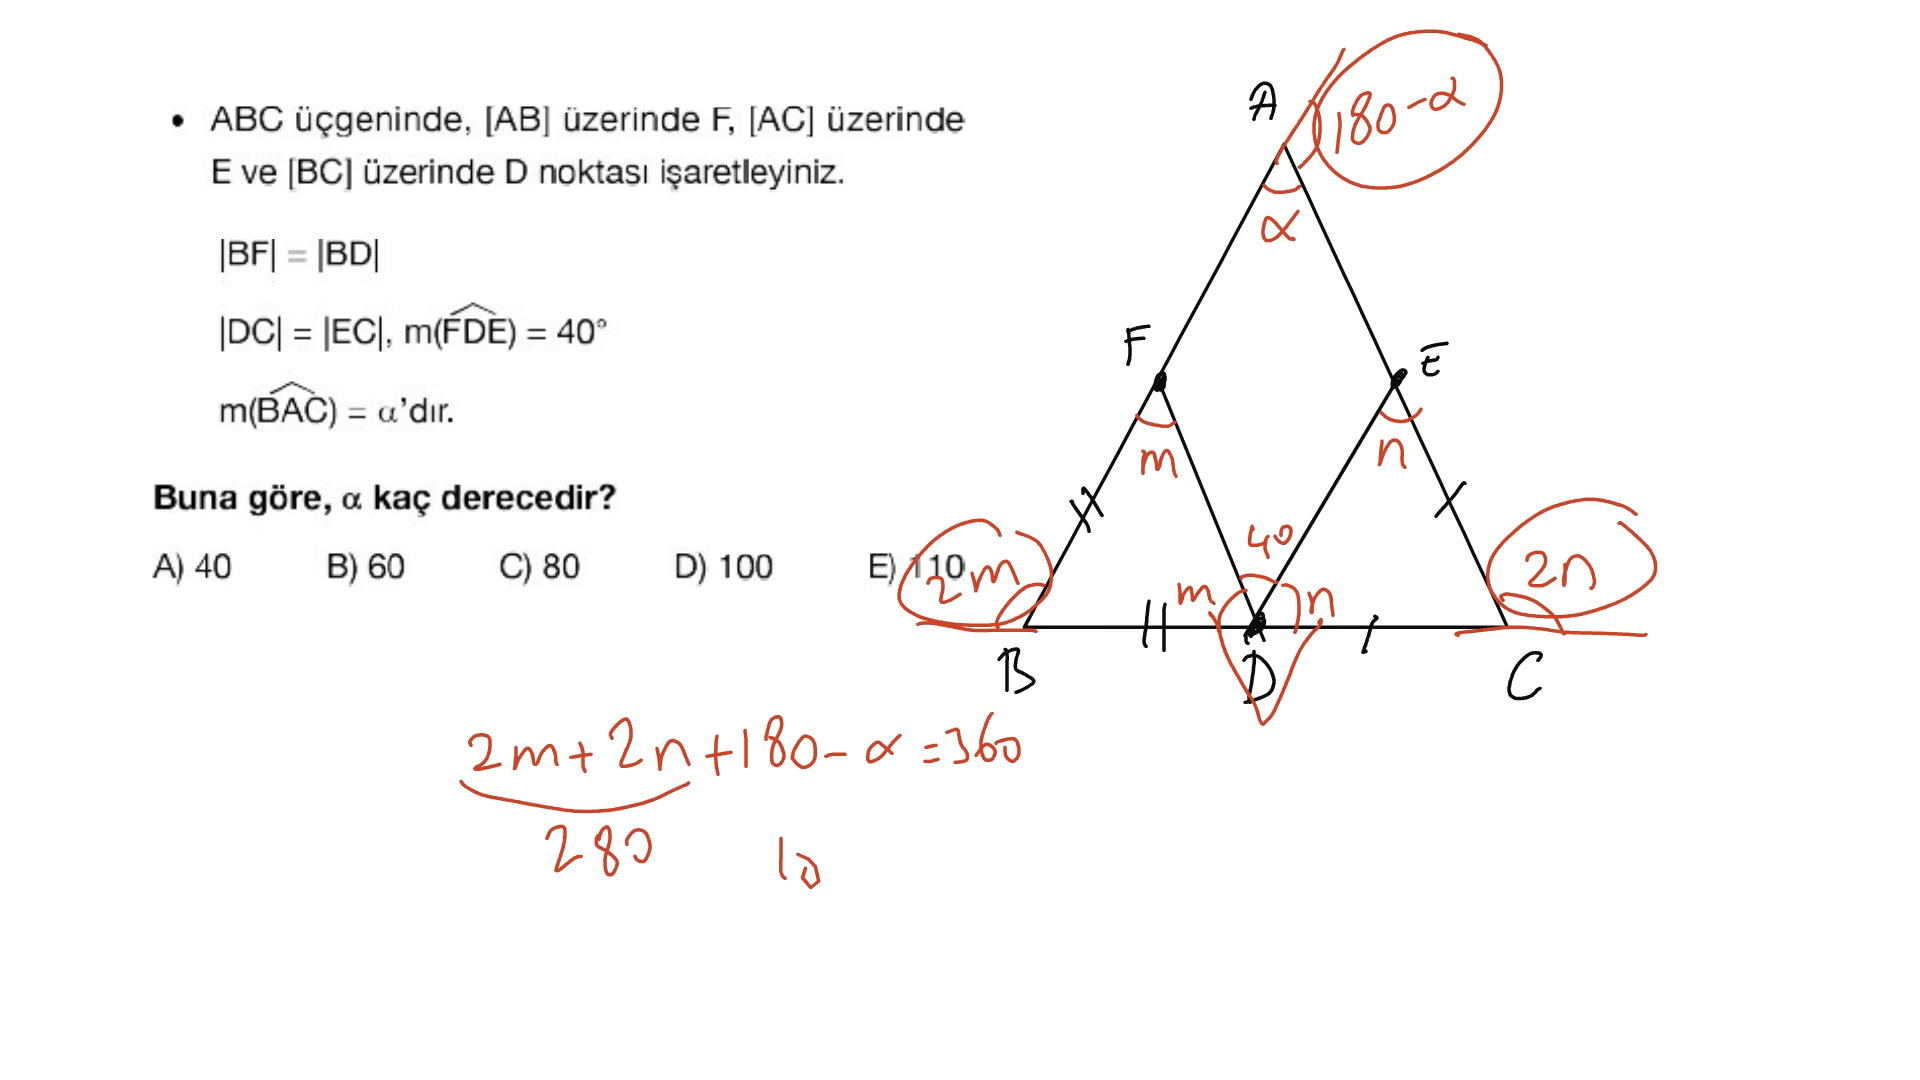 • ABC üçgeninde, [AB] üzerinde F, [AC] üzerinde
E ve [BC] üzerinde D noktası işaretleyiniz.
|BF| = |BD|
|DC| = |EC|, m(FDE) = 40°
m(BAC) = α'dır.
Buna göre, α kaç derecedir?
A) 40 B) 60 C) 80 D) 100 E) 110
A
180-α
α
F
E
m
n
40
2m
m
n
2n
B
D
C
2m+2n+180-α=360
280
10